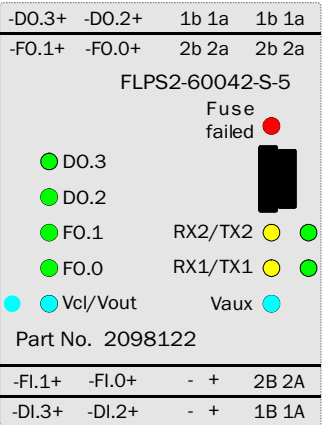 -DO.3+ -DO.2+ 1b 1a 1b 1a
-FO.1+ -FO.0+ 2b 2a 2b 2a
FLPS2-60042-S-5
Fuse
failed
DO.3
DO.2
FO.1 RX2/TX2
FO.0 RX1/TX1
Vcl/Vout Vaux
Part No. 2098122
-FI.1+ -FI.0+ - + 2B 2A
-DI.3+ -DI.2+ - + 1B 1A